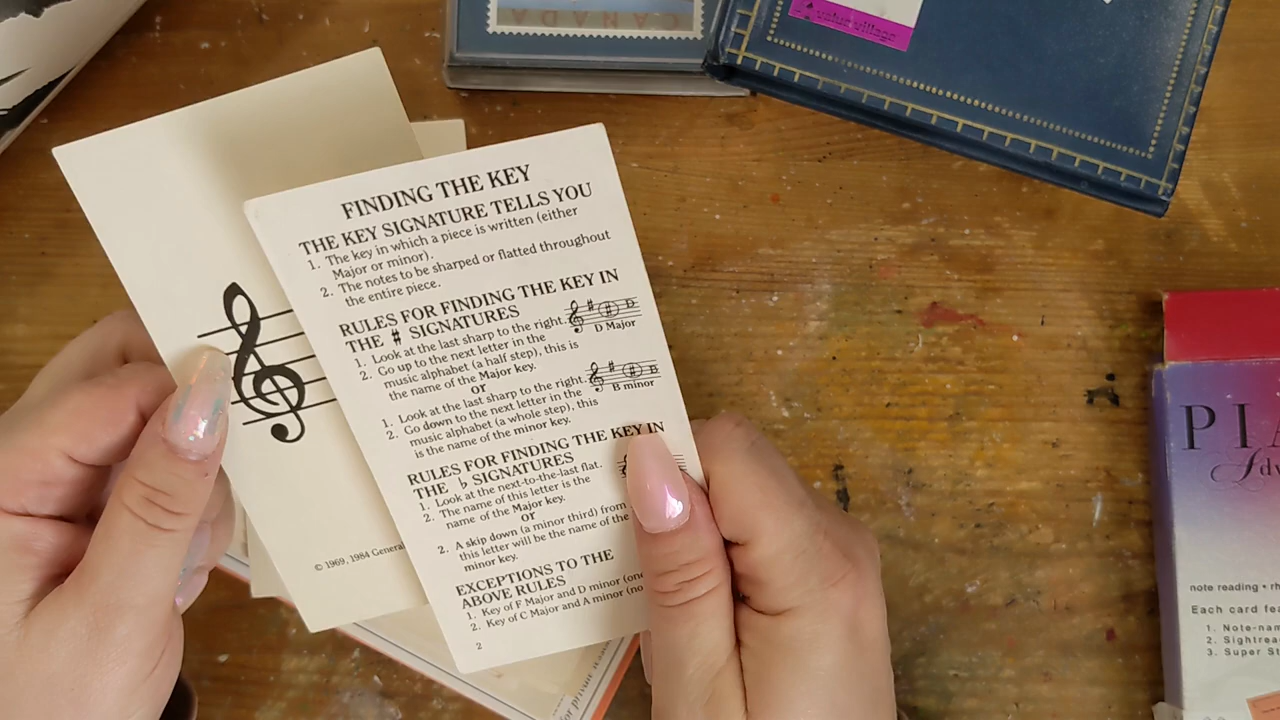 CANADA
FINDING THE KEY
THE KEY SIGNATURE TELLS YOU
1. The key in which a piece is written (either
Major or minor).
2. The notes to be sharped or flatted throughout
the entire piece.
RULES FOR FINDING THE KEY IN
THE # SIGNATURES
1. Look at the last sharp to the right.
2. Go up to the next letter in the
music alphabet (a half step), this is
the name of the Major key.
D Major
or
1. Look at the last sharp to the right.
2. Go down to the next letter in the
music alphabet (a whole step), this
is the name of the minor key.
B minor
RULES FOR FINDING THE KEY IN
THE ♭ SIGNATURES
1. Look at the next-to-the-last flat.
2. The name of this letter is the
name of the Major key.
or
2. A skip down (a minor third) from
this letter will be the name of the
minor key.
EXCEPTIONS TO THE
ABOVE RULES
1. Key of F Major and D minor (one
2. Key of C Major and A minor (no
2
© 1969, 1984 General
for private
PI
note reading • rh
Each card fea
1. Note-nam
2. Sightrea
3. Super St